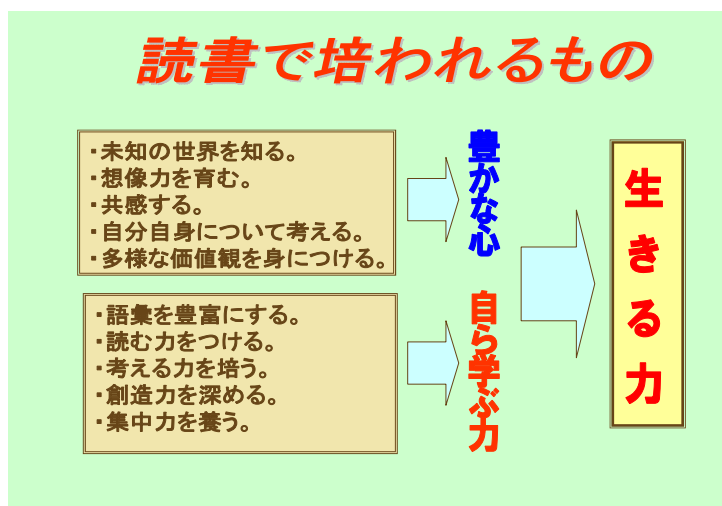 読書で培われるもの
・未知の世界を知る。
・想像力を育む。
・共感する。
・自分自身について考える。
・多様な価値観を身につける。
豊かな心
・語彙を豊富にする。
・読む力をつける。
・考える力を培う。
・創造力を深める。
・集中力を養う。
自ら学ぶ力
生きる力